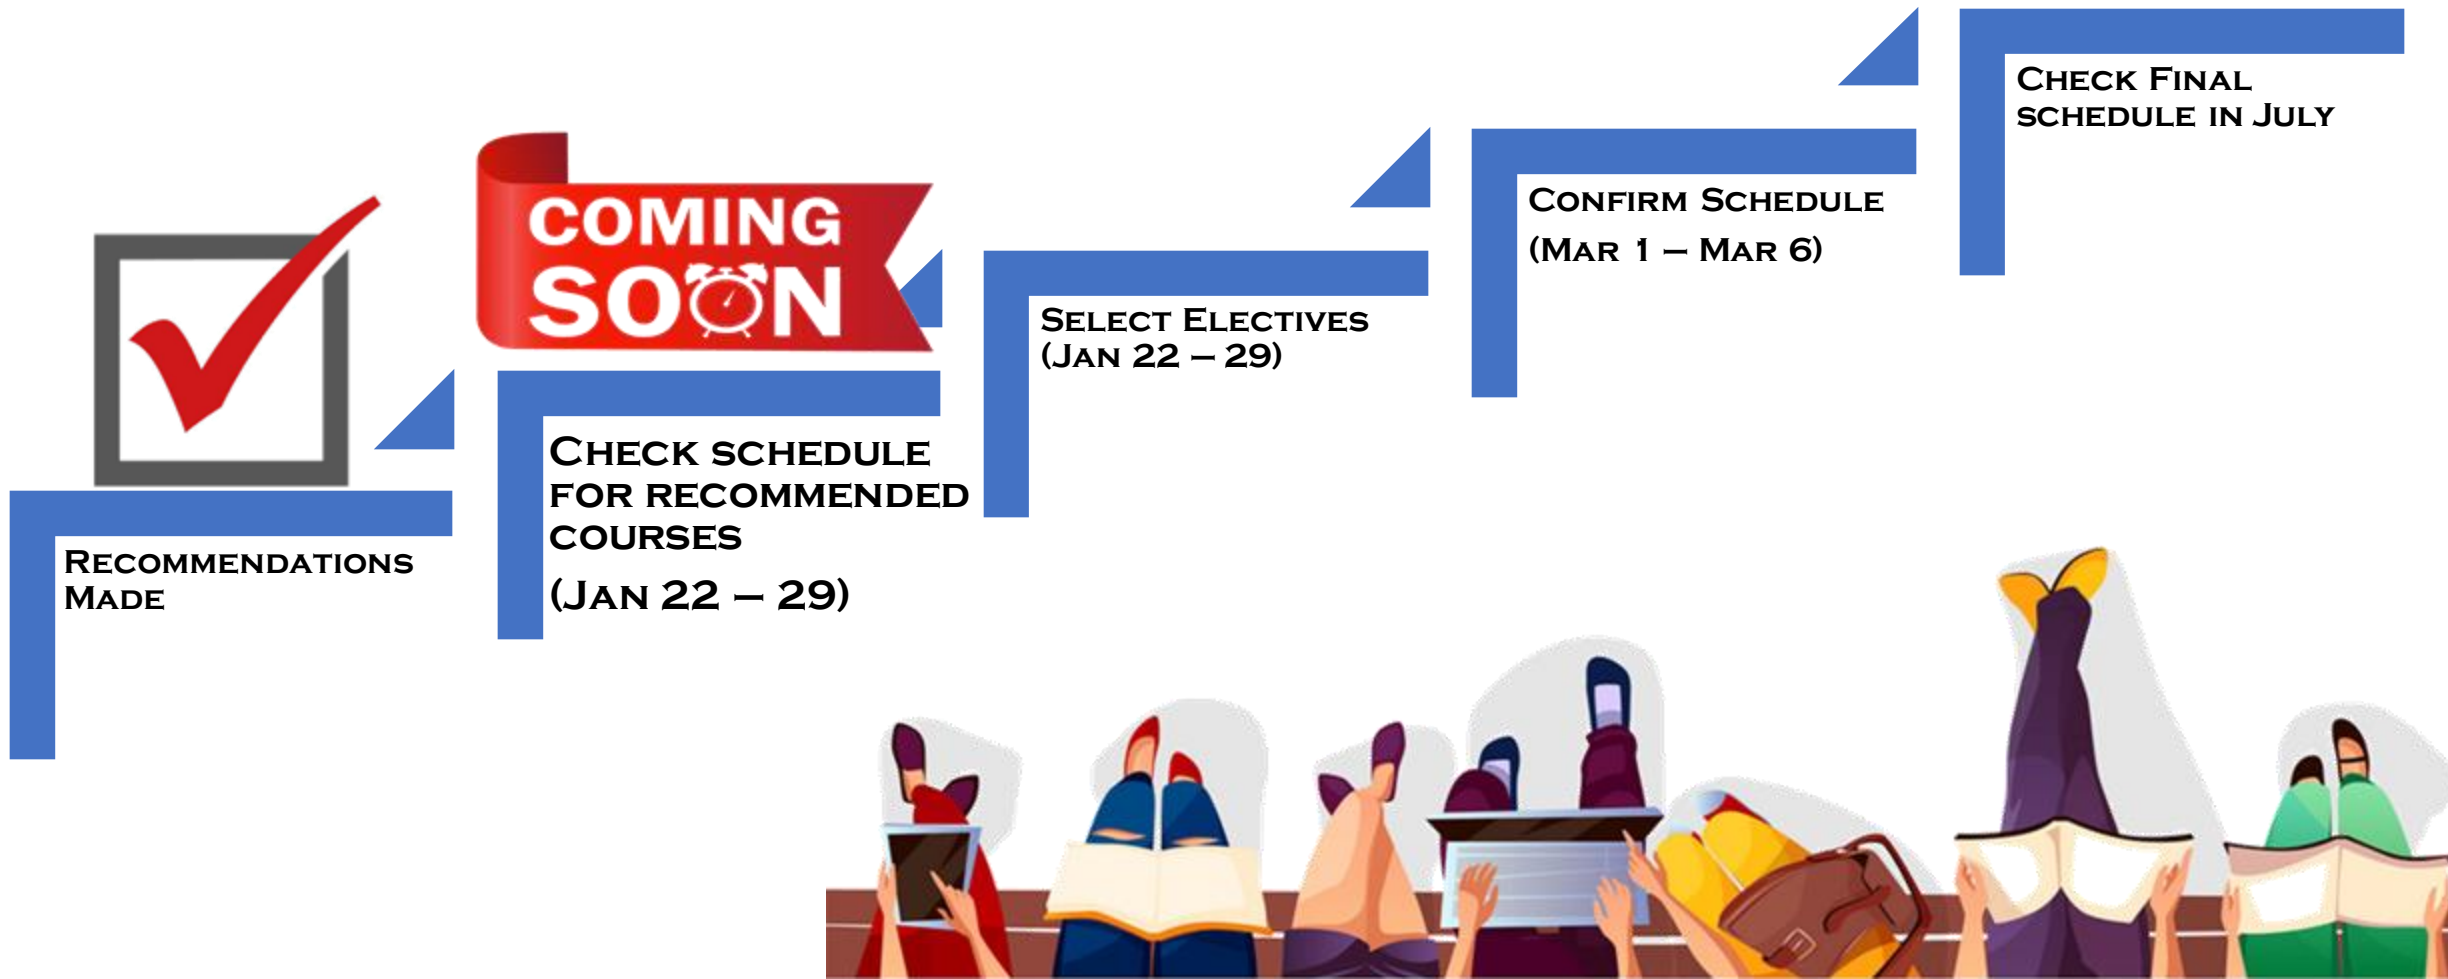 Recommendations
Made
COMING
SOON
Check schedule
for recommended
courses
(Jan 22 – 29)
Select Electives
(Jan 22 – 29)
Confirm Schedule
(Mar 1 – Mar 6)
Check Final
schedule in July